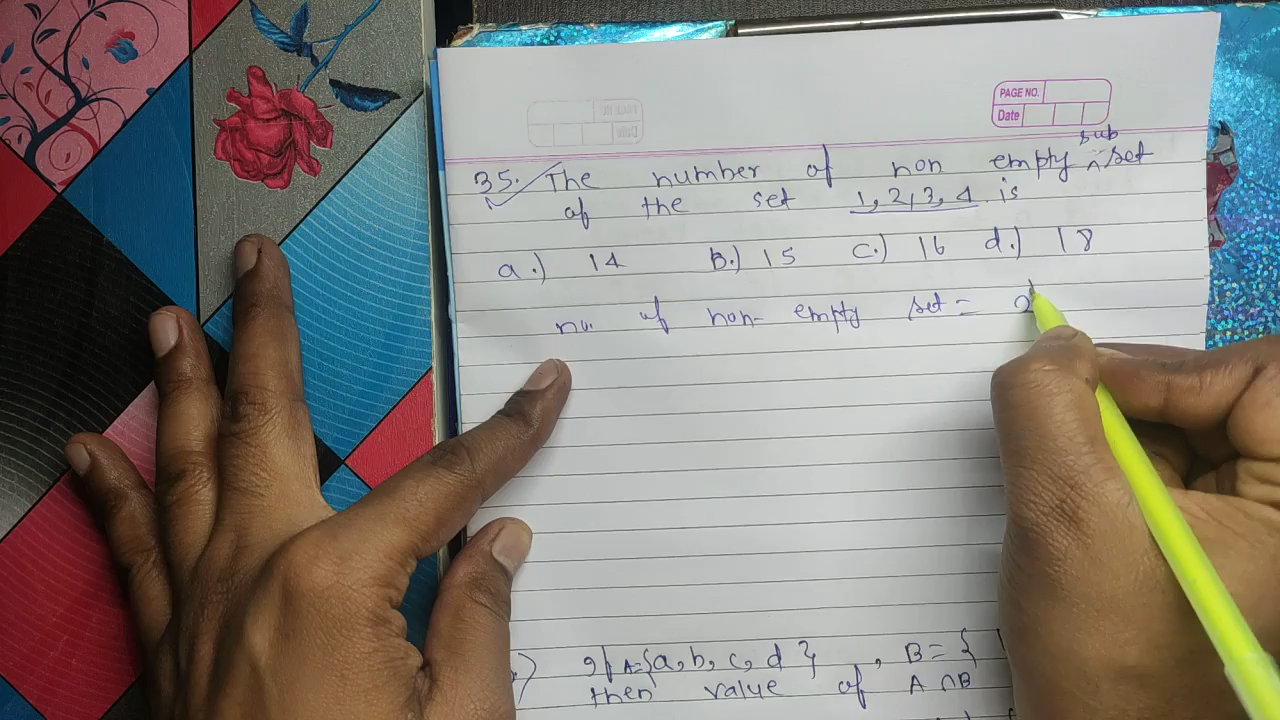 PAGE NO.
Date
35. The number of non empty sub set
of the set 1, 2, 3, 4 is
a.) 14 B.) 15 c.) 16 d.) 18
no. of non-empty set = 2
) If A={a, b, c, d }, B = {
then value of A ∩ B